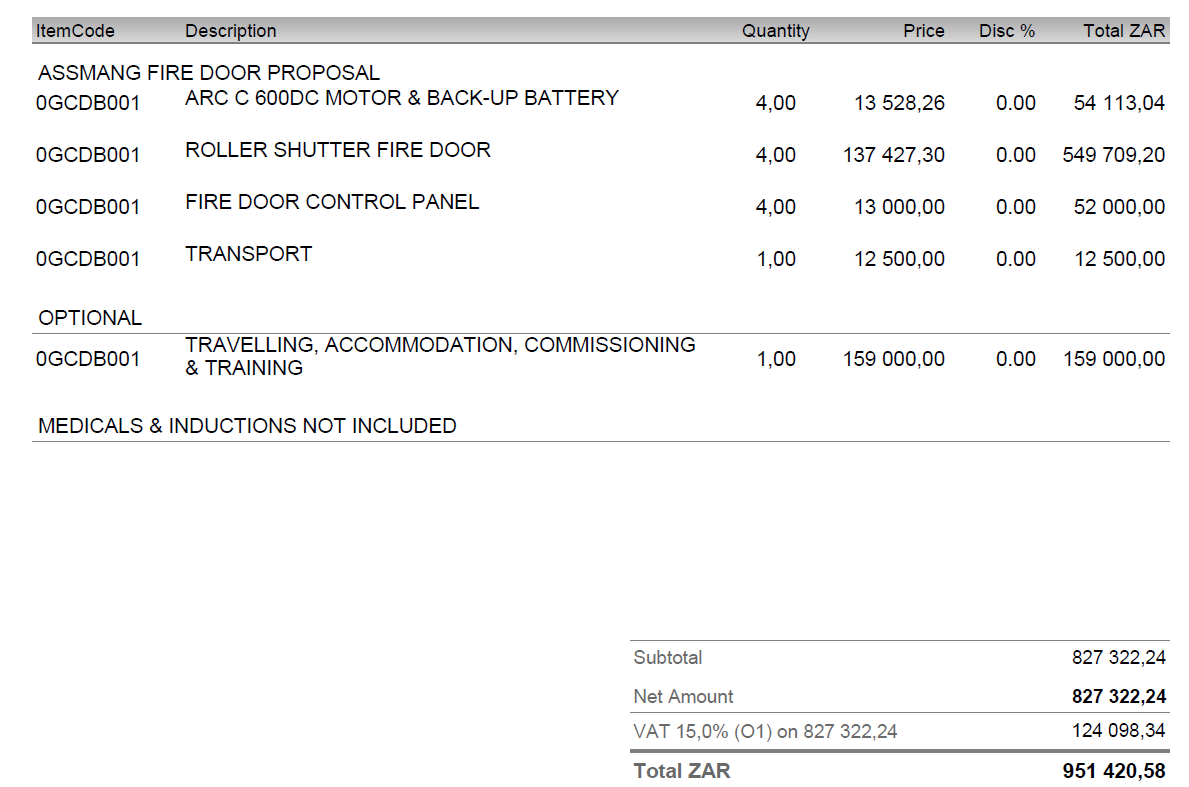 ItemCode Description Quantity Price Disc % Total ZAR
ASSMANG FIRE DOOR PROPOSAL
0GCDB001 ARC C 600DC MOTOR & BACK-UP BATTERY 4,00 13 528,26 0.00 54 113,04
0GCDB001 ROLLER SHUTTER FIRE DOOR 4,00 137 427,30 0.00 549 709,20
0GCDB001 FIRE DOOR CONTROL PANEL 4,00 13 000,00 0.00 52 000,00
0GCDB001 TRANSPORT 1,00 12 500,00 0.00 12 500,00
OPTIONAL
0GCDB001 TRAVELLING, ACCOMMODATION, COMMISSIONING 1,00 159 000,00 0.00 159 000,00
& TRAINING
MEDICALS & INDUCTIONS NOT INCLUDED
Subtotal 827 322,24
Net Amount 827 322,24
VAT 15,0% (O1) on 827 322,24 124 098,34
Total ZAR 951 420,58